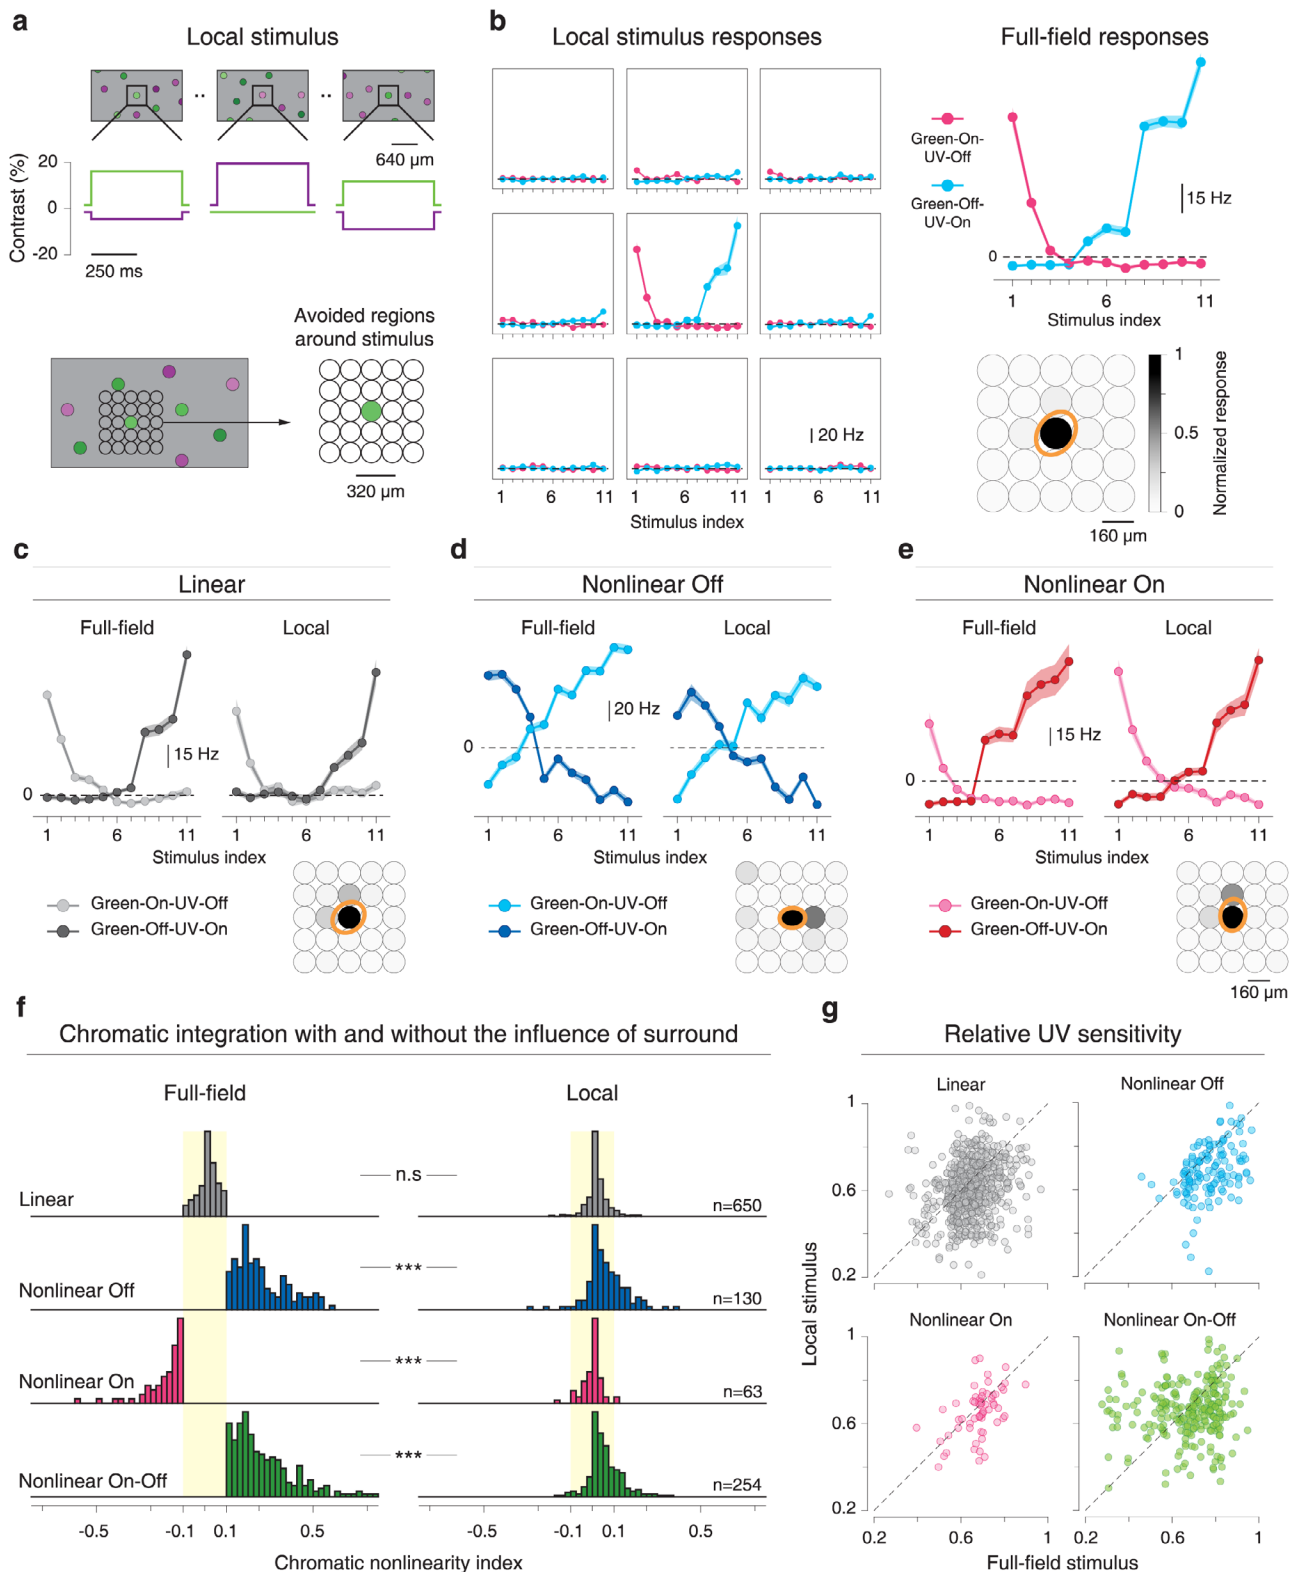 a
Local stimulus
640 µm
Contrast (%)
20
0
-20
250 ms
Avoided regions
around stimulus
320 µm
b
Local stimulus responses
20 Hz
1
6
11
1
6
11
1
6
11
Stimulus index
Full-field responses
Green-On-
UV-Off
Green-Off-
UV-On
15 Hz
0
1
6
11
Stimulus index
1
0.5
0
Normalized response
160 µm
c
Linear
Full-field
Local
15 Hz
0
1
6
11
1
6
11
Stimulus index
Green-On-UV-Off
Green-Off-UV-On
d
Nonlinear Off
Full-field
Local
20 Hz
0
1
6
11
1
6
11
Stimulus index
Green-On-UV-Off
Green-Off-UV-On
e
Nonlinear On
Full-field
Local
15 Hz
0
1
6
11
1
6
11
Stimulus index
Green-On-UV-Off
Green-Off-UV-On
160 µm
f
Chromatic integration with and without the influence of surround
Full-field
Local
Linear
n.s
n=650
Nonlinear Off
***
n=130
Nonlinear On
***
n=63
Nonlinear On-Off
***
n=254
-0.5
-0.1
0.1
0.5
-0.5
-0.1
0.1
0.5
Chromatic nonlinearity index
g
Relative UV sensitivity
Linear
Nonlinear Off
1
0.6
0.2
Local stimulus
Nonlinear On
Nonlinear On-Off
1
0.6
0.2
0.2
0.6
1
0.2
0.6
1
Full-field stimulus